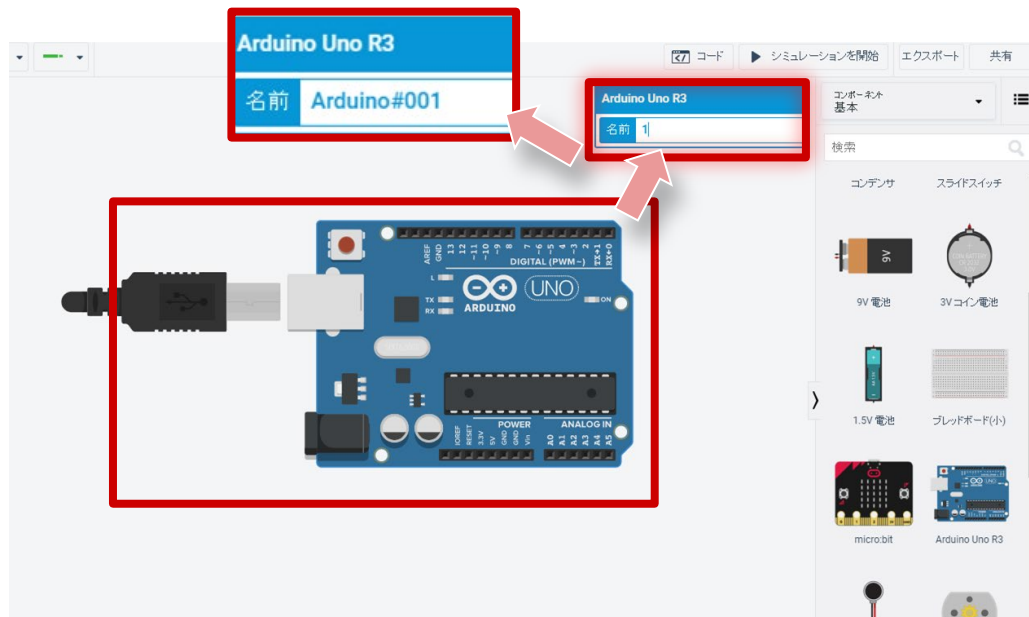 Arduino Uno R3
名前 Arduino#001
コード
シミュレーションを開始
エクスポート
共有
Arduino Uno R3
名前 1
コンポーネント
基本
検索
コンデンサ
スライドスイッチ
9V
9V 電池
3V コイン電池
1.5V 電池
ブレッドボード(小)
micro:bit
Arduino Uno R3
AREF
GND
13
12
~11
~10
~9
8
7
~6
~5
4
~3
2
TX→1
RX←0
DIGITAL (PWM~)
L
TX
RX
ARDUINO
UNO
ON
POWER
ANALOG IN
IOREF
RESET
3.3V
5V
GND
GND
Vin
A0
A1
A2
A3
A4
A5